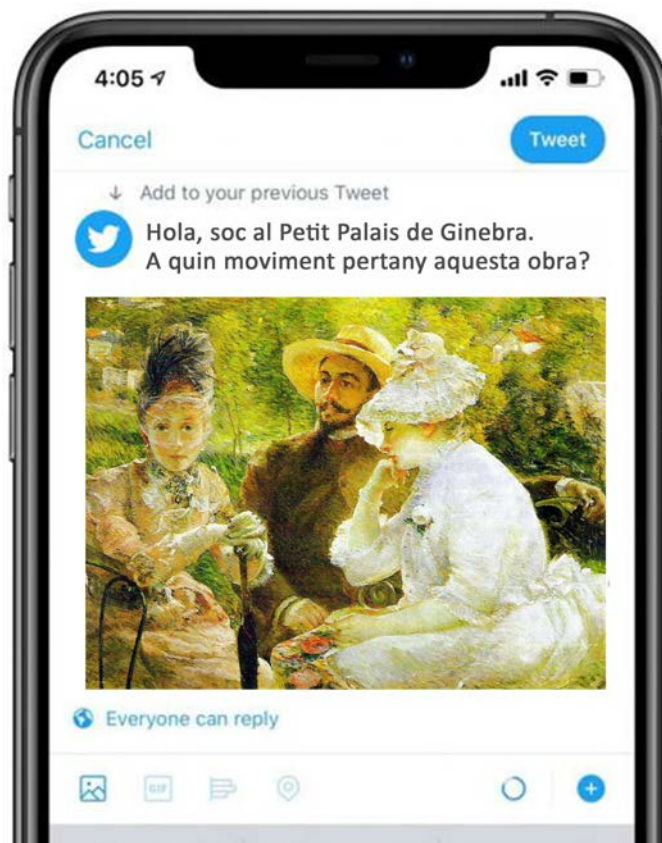 4:05
Cancel
Tweet
↓ Add to your previous Tweet
Hola, soc al Petit Palais de Ginebra.
A quin moviment pertany aquesta obra?
Everyone can reply
GIF